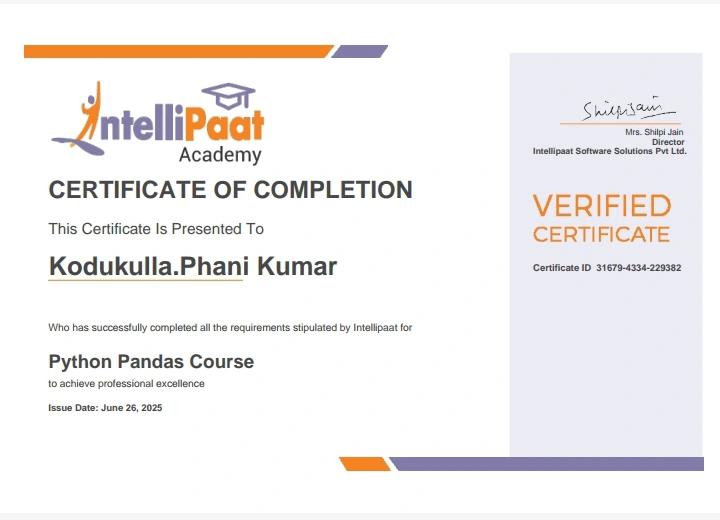 IntelliPaat
Academy
CERTIFICATE OF COMPLETION
This Certificate Is Presented To
Kodukulla.Phani Kumar
Who has successfully completed all the requirements stipulated by Intellipaat for
Python Pandas Course
to achieve professional excellence
Issue Date: June 26, 2025
Shilpi Jain
Mrs. Shilpi Jain
Director
Intellipaat Software Solutions Pvt Ltd.
VERIFIED
CERTIFICATE
Certificate ID 31679-4334-229382